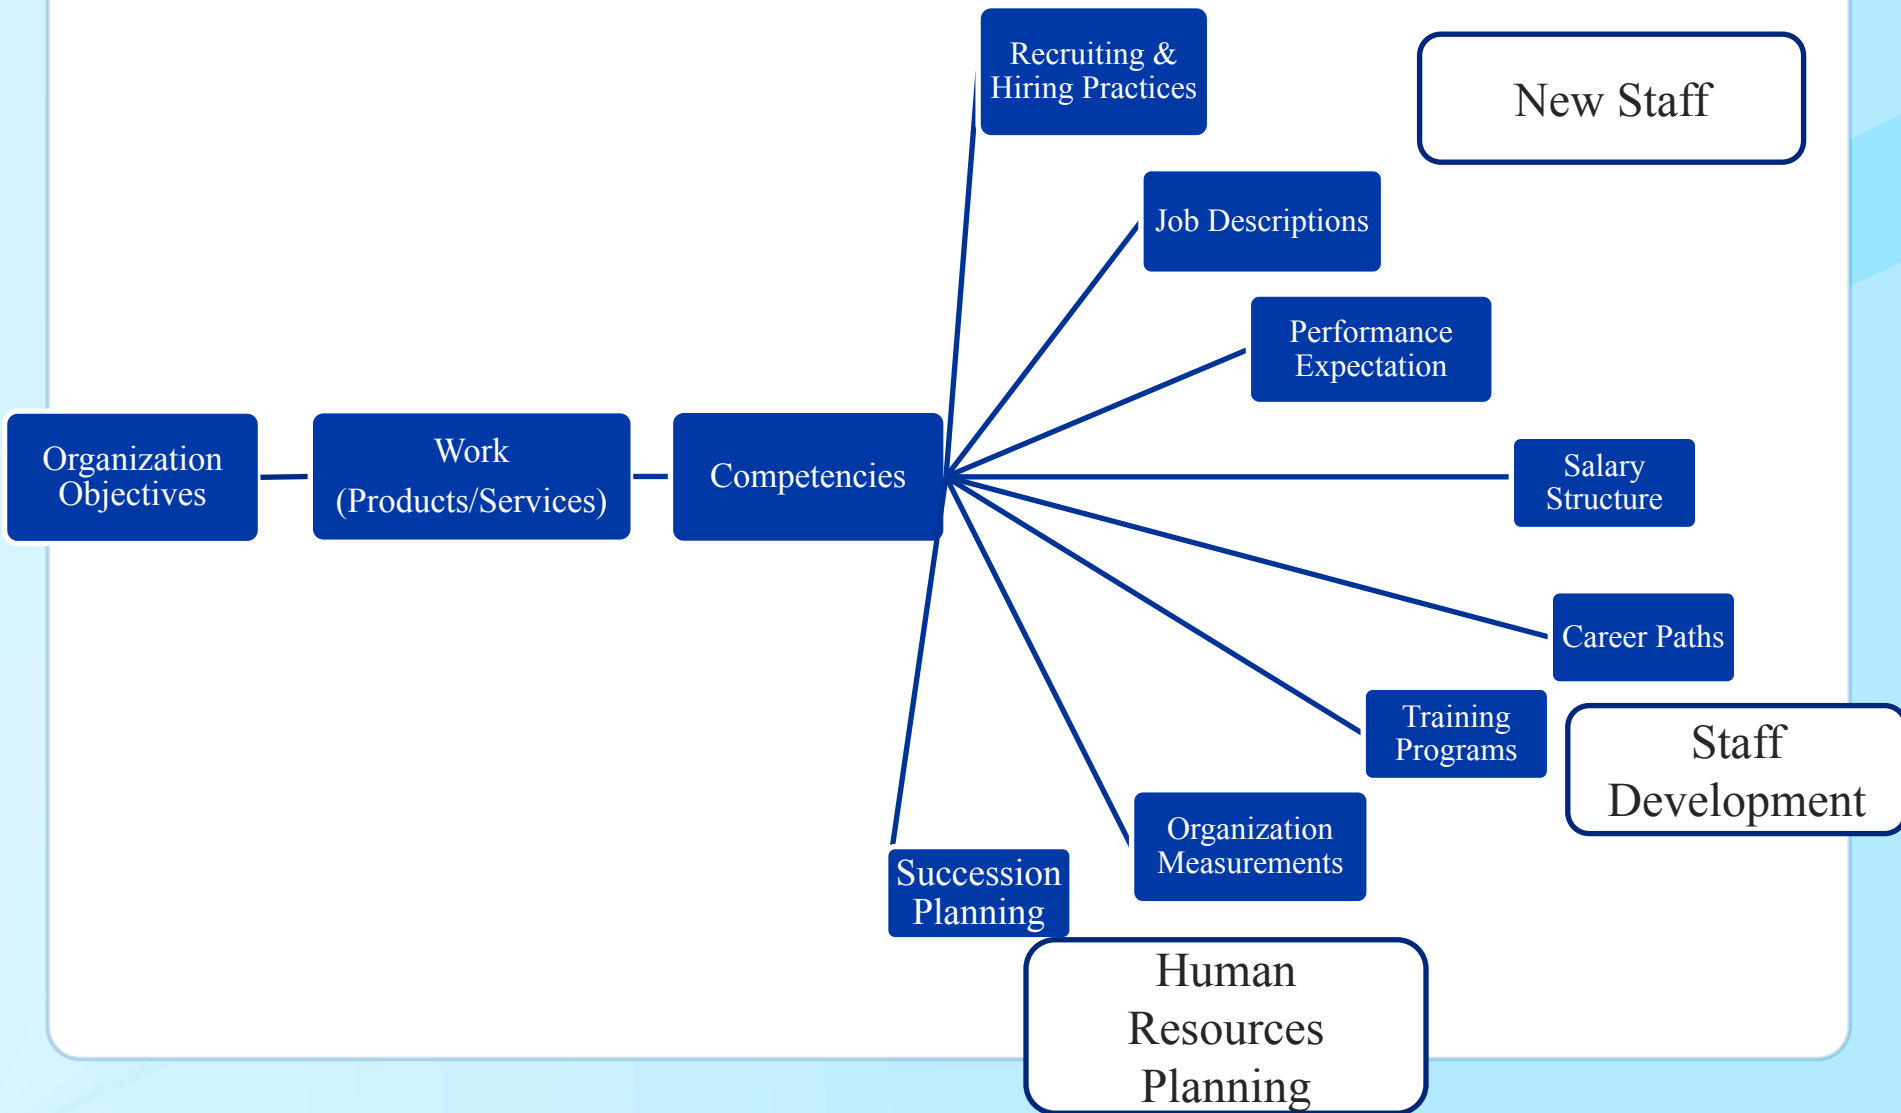 Recruiting &
Hiring Practices
New Staff
Job Descriptions
Performance
Expectation
Organization
Objectives
Work
(Products/Services)
Competencies
Salary
Structure
Career Paths
Training
Programs
Staff
Development
Organization
Measurements
Succession
Planning
Human
Resources
Planning